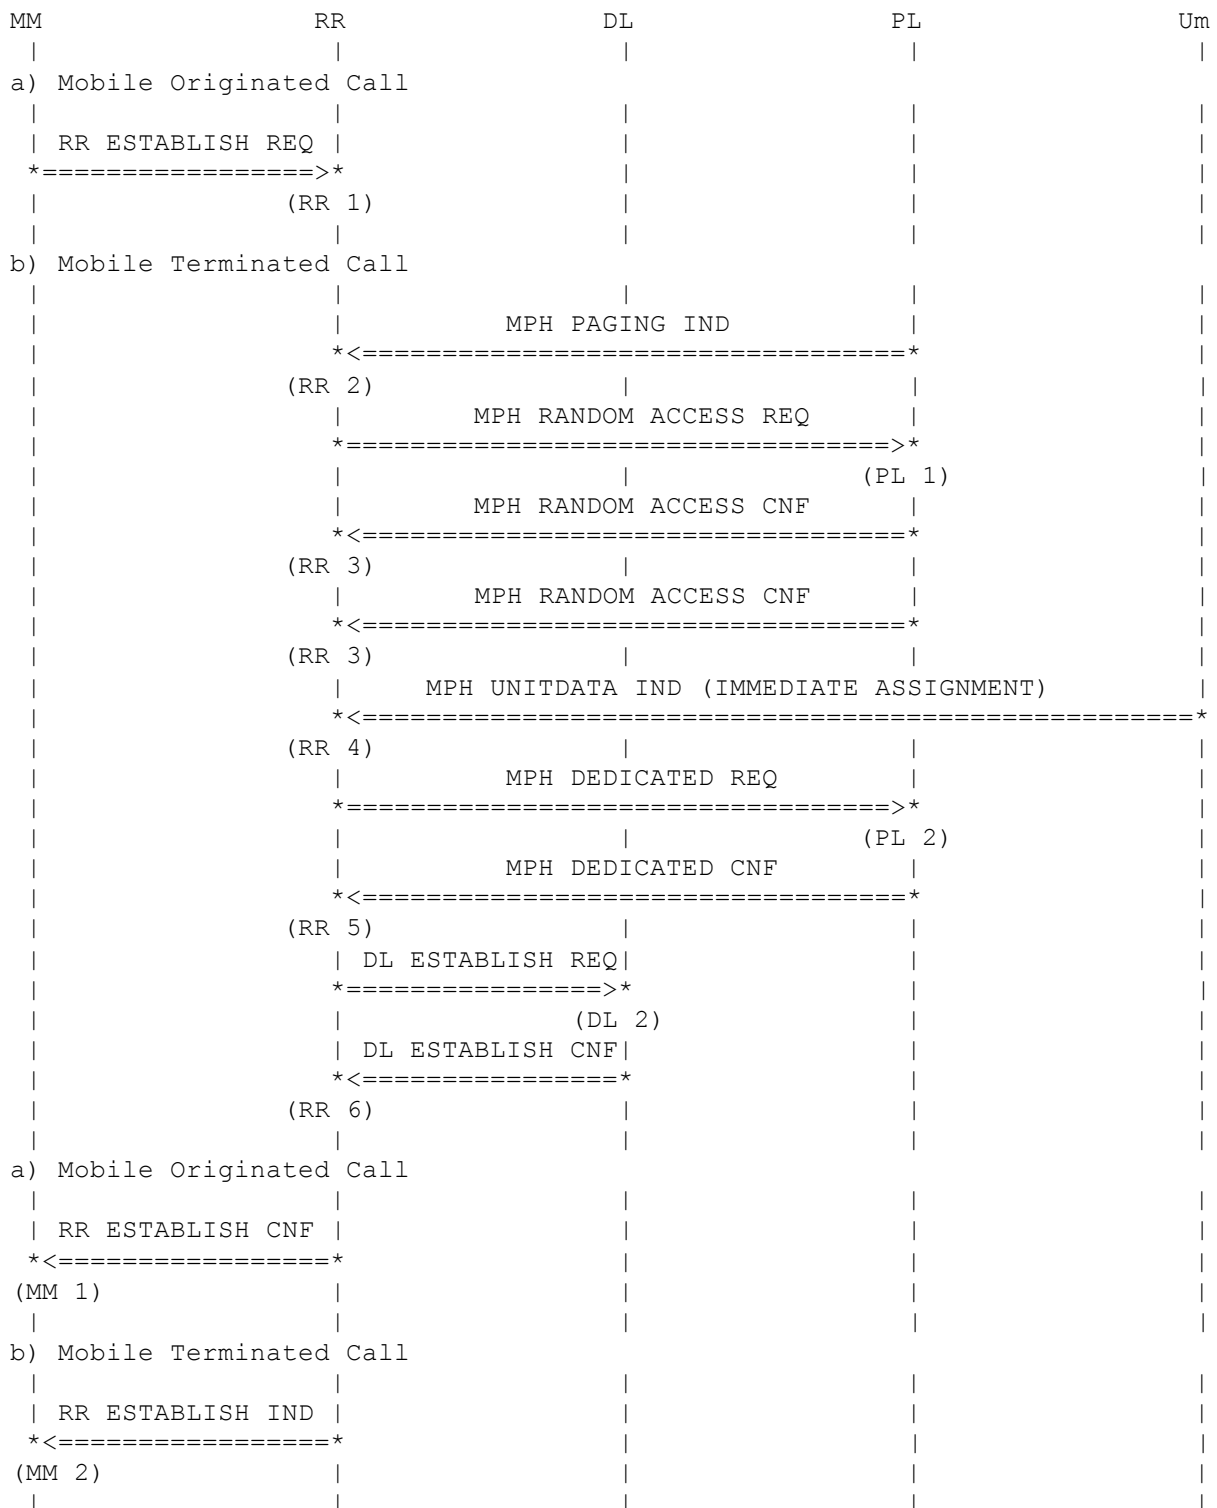 MM RR DL PL Um
a) Mobile Originated Call
RR ESTABLISH REQ
*=================>*
(RR 1)
b) Mobile Terminated Call
MPH PAGING IND
*<==================================*
(RR 2)
MPH RANDOM ACCESS REQ
*==================================>*
(PL 1)
MPH RANDOM ACCESS CNF
*<==================================*
(RR 3)
MPH RANDOM ACCESS CNF
*<==================================*
(RR 3)
MPH UNITDATA IND (IMMEDIATE ASSIGNMENT)
*<====================================================*
(RR 4)
MPH DEDICATED REQ
*==================================>*
(PL 2)
MPH DEDICATED CNF
*<==================================*
(RR 5)
DL ESTABLISH REQ
*================>*
(DL 2)
DL ESTABLISH CNF
*<================*
(RR 6)
a) Mobile Originated Call
RR ESTABLISH CNF
*<=================*
(MM 1)
b) Mobile Terminated Call
RR ESTABLISH IND
*<=================*
(MM 2)